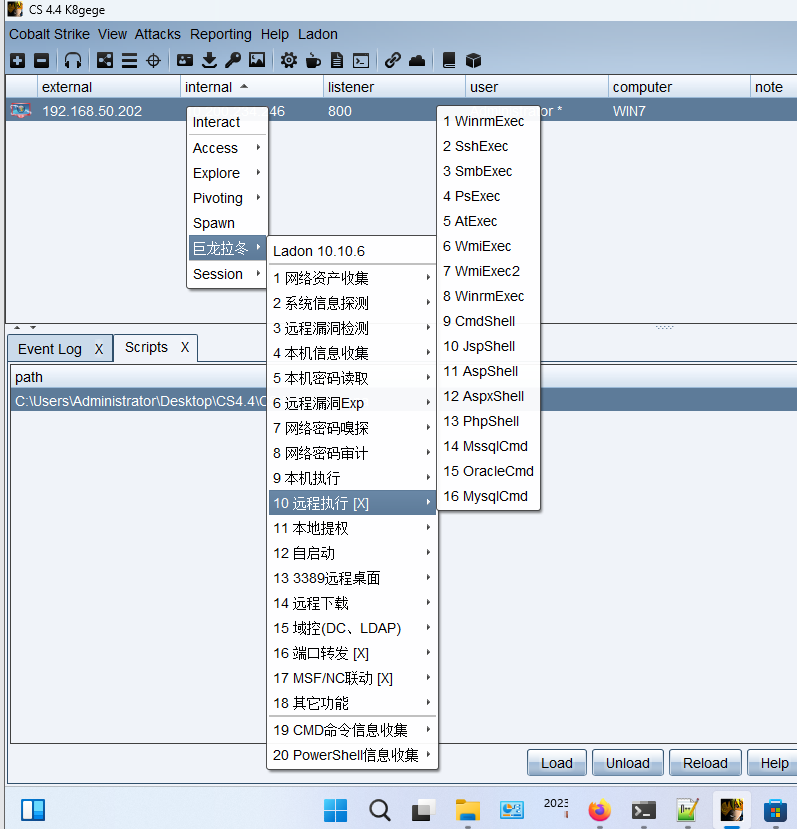 CS 4.4 K8gege
Cobalt Strike View Attacks Reporting Help Ladon
external internal listener user computer note
192.168.50.202 46 800 or * WIN7
Interact
Access
Explore
Pivoting
Spawn
巨龙拉冬
Session
Ladon 10.10.6
1 网络资产收集
2 系统信息探测
3 远程漏洞检测
4 本机信息收集
5 本机密码读取
6 远程漏洞Exp
7 网络密码嗅探
8 网络密码审计
9 本机执行
10 远程执行 [X]
11 本地提权
12 自启动
13 3389远程桌面
14 远程下载
15 域控(DC、LDAP)
16 端口转发 [X]
17 MSF/NC联动 [X]
18 其它功能
19 CMD命令信息收集
20 PowerShell信息收集
1 WinrmExec
2 SshExec
3 SmbExec
4 PsExec
5 AtExec
6 WmiExec
7 WmiExec2
8 WinrmExec
9 CmdShell
10 JspShell
11 AspShell
12 AspxShell
13 PhpShell
14 MssqlCmd
15 OracleCmd
16 MysqlCmd
Event Log X Scripts X
path
C:\Users\Administrator\Desktop\CS4.4\C
Load Unload Reload Help
2023